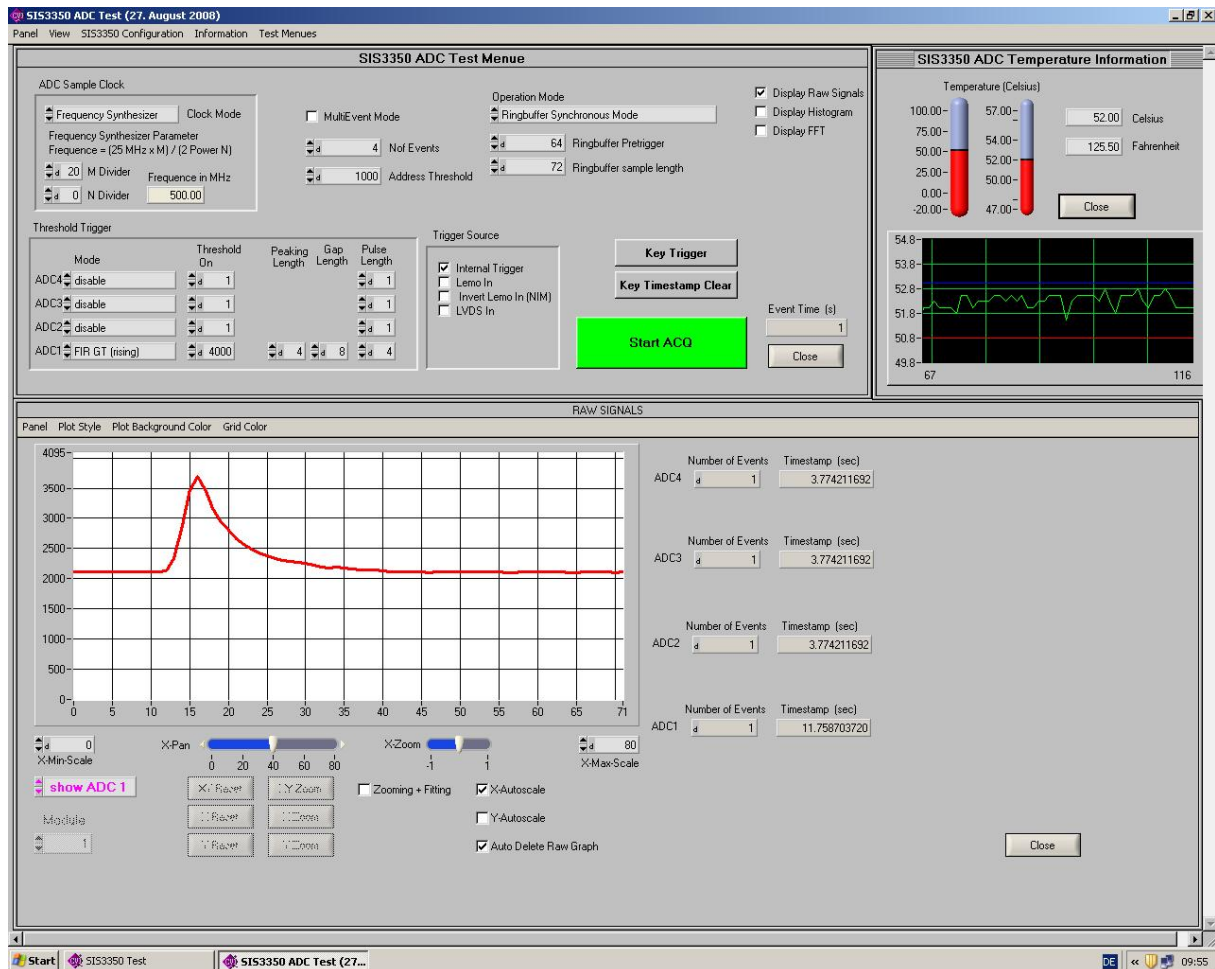 SIS3350 ADC Test (27. August 2008)
Panel View SIS3350 Configuration Information Test Menues
SIS3350 ADC Test Menue
ADC Sample Clock
Frequency Synthesizer Clock Mode
Frequency Synthesizer Parameter
Frequency = (25 MHz x M) / (2 Power N)
d 20 M Divider Frequency in MHz
d 0 N Divider 500.00
MultiEvent Mode
d 4 Nof Events
d 1000 Address Threshold
Operation Mode
Ringbuffer Synchronous Mode
d 64 Ringbuffer Pretrigger
d 72 Ringbuffer sample length
Display Raw Signals
Display Histogram
Display FFT
Threshold Trigger
Mode Threshold On Peaking Length Gap Length Pulse Length
ADC4 disable d 1 d 1
ADC3 disable d 1 d 1
ADC2 disable d 1 d 1
ADC1 FIR GT (rising) d 4000 d 4 d 8 d 4
Trigger Source
Internal Trigger
Lemo In
Invert Lemo In (NIM)
LVDS In
Key Trigger
Key Timestamp Clear
Start ACQ
Event Time (s)
1
Close
SIS3350 ADC Temperature Information
Temperature (Celsius)
100.00
75.00
50.00
25.00
0.00
-20.00
57.00
54.00
52.00
50.00
47.00
52.00 Celsius
125.50 Fahrenheit
Close
54.8
53.8
52.8
51.8
50.8
49.8
67 116
RAW SIGNALS
Panel Plot Style Plot Background Color Grid Color
4095
3500
3000
2500
2000
1500
1000
500
0
0 5 10 15 20 25 30 35 40 45 50 55 60 65 71
Number of Events Timestamp (sec)
ADC4 d 1 3.774211692
Number of Events Timestamp (sec)
ADC3 d 1 3.774211692
Number of Events Timestamp (sec)
ADC2 d 1 3.774211692
Number of Events Timestamp (sec)
ADC1 d 1 11.758703720
d 0 X-Pan X-Zoom d 80
X-Min-Scale 0 20 40 60 80 -1 1 X-Max-Scale
show ADC 1
Zooming + Fitting X-Autoscale
Module
Y-Autoscale
1
Auto Delete Raw Graph
Close
Start SIS3350 Test SIS3350 ADC Test (27... DE « 09:55